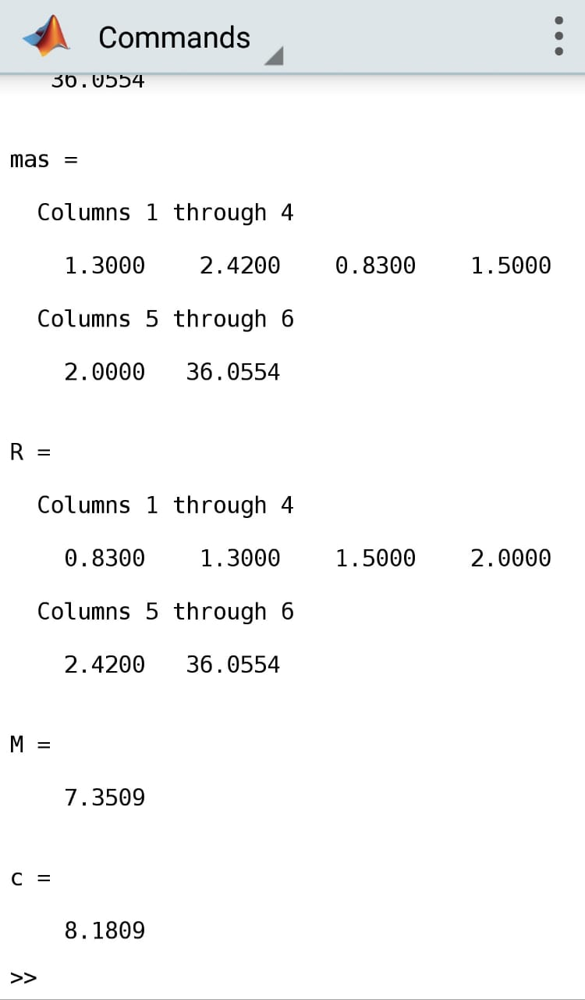 Commands
36.0554
mas =
Columns 1 through 4
1.3000 2.4200 0.8300 1.5000
Columns 5 through 6
2.0000 36.0554
R =
Columns 1 through 4
0.8300 1.3000 1.5000 2.0000
Columns 5 through 6
2.4200 36.0554
M =
7.3509
c =
8.1809
>>